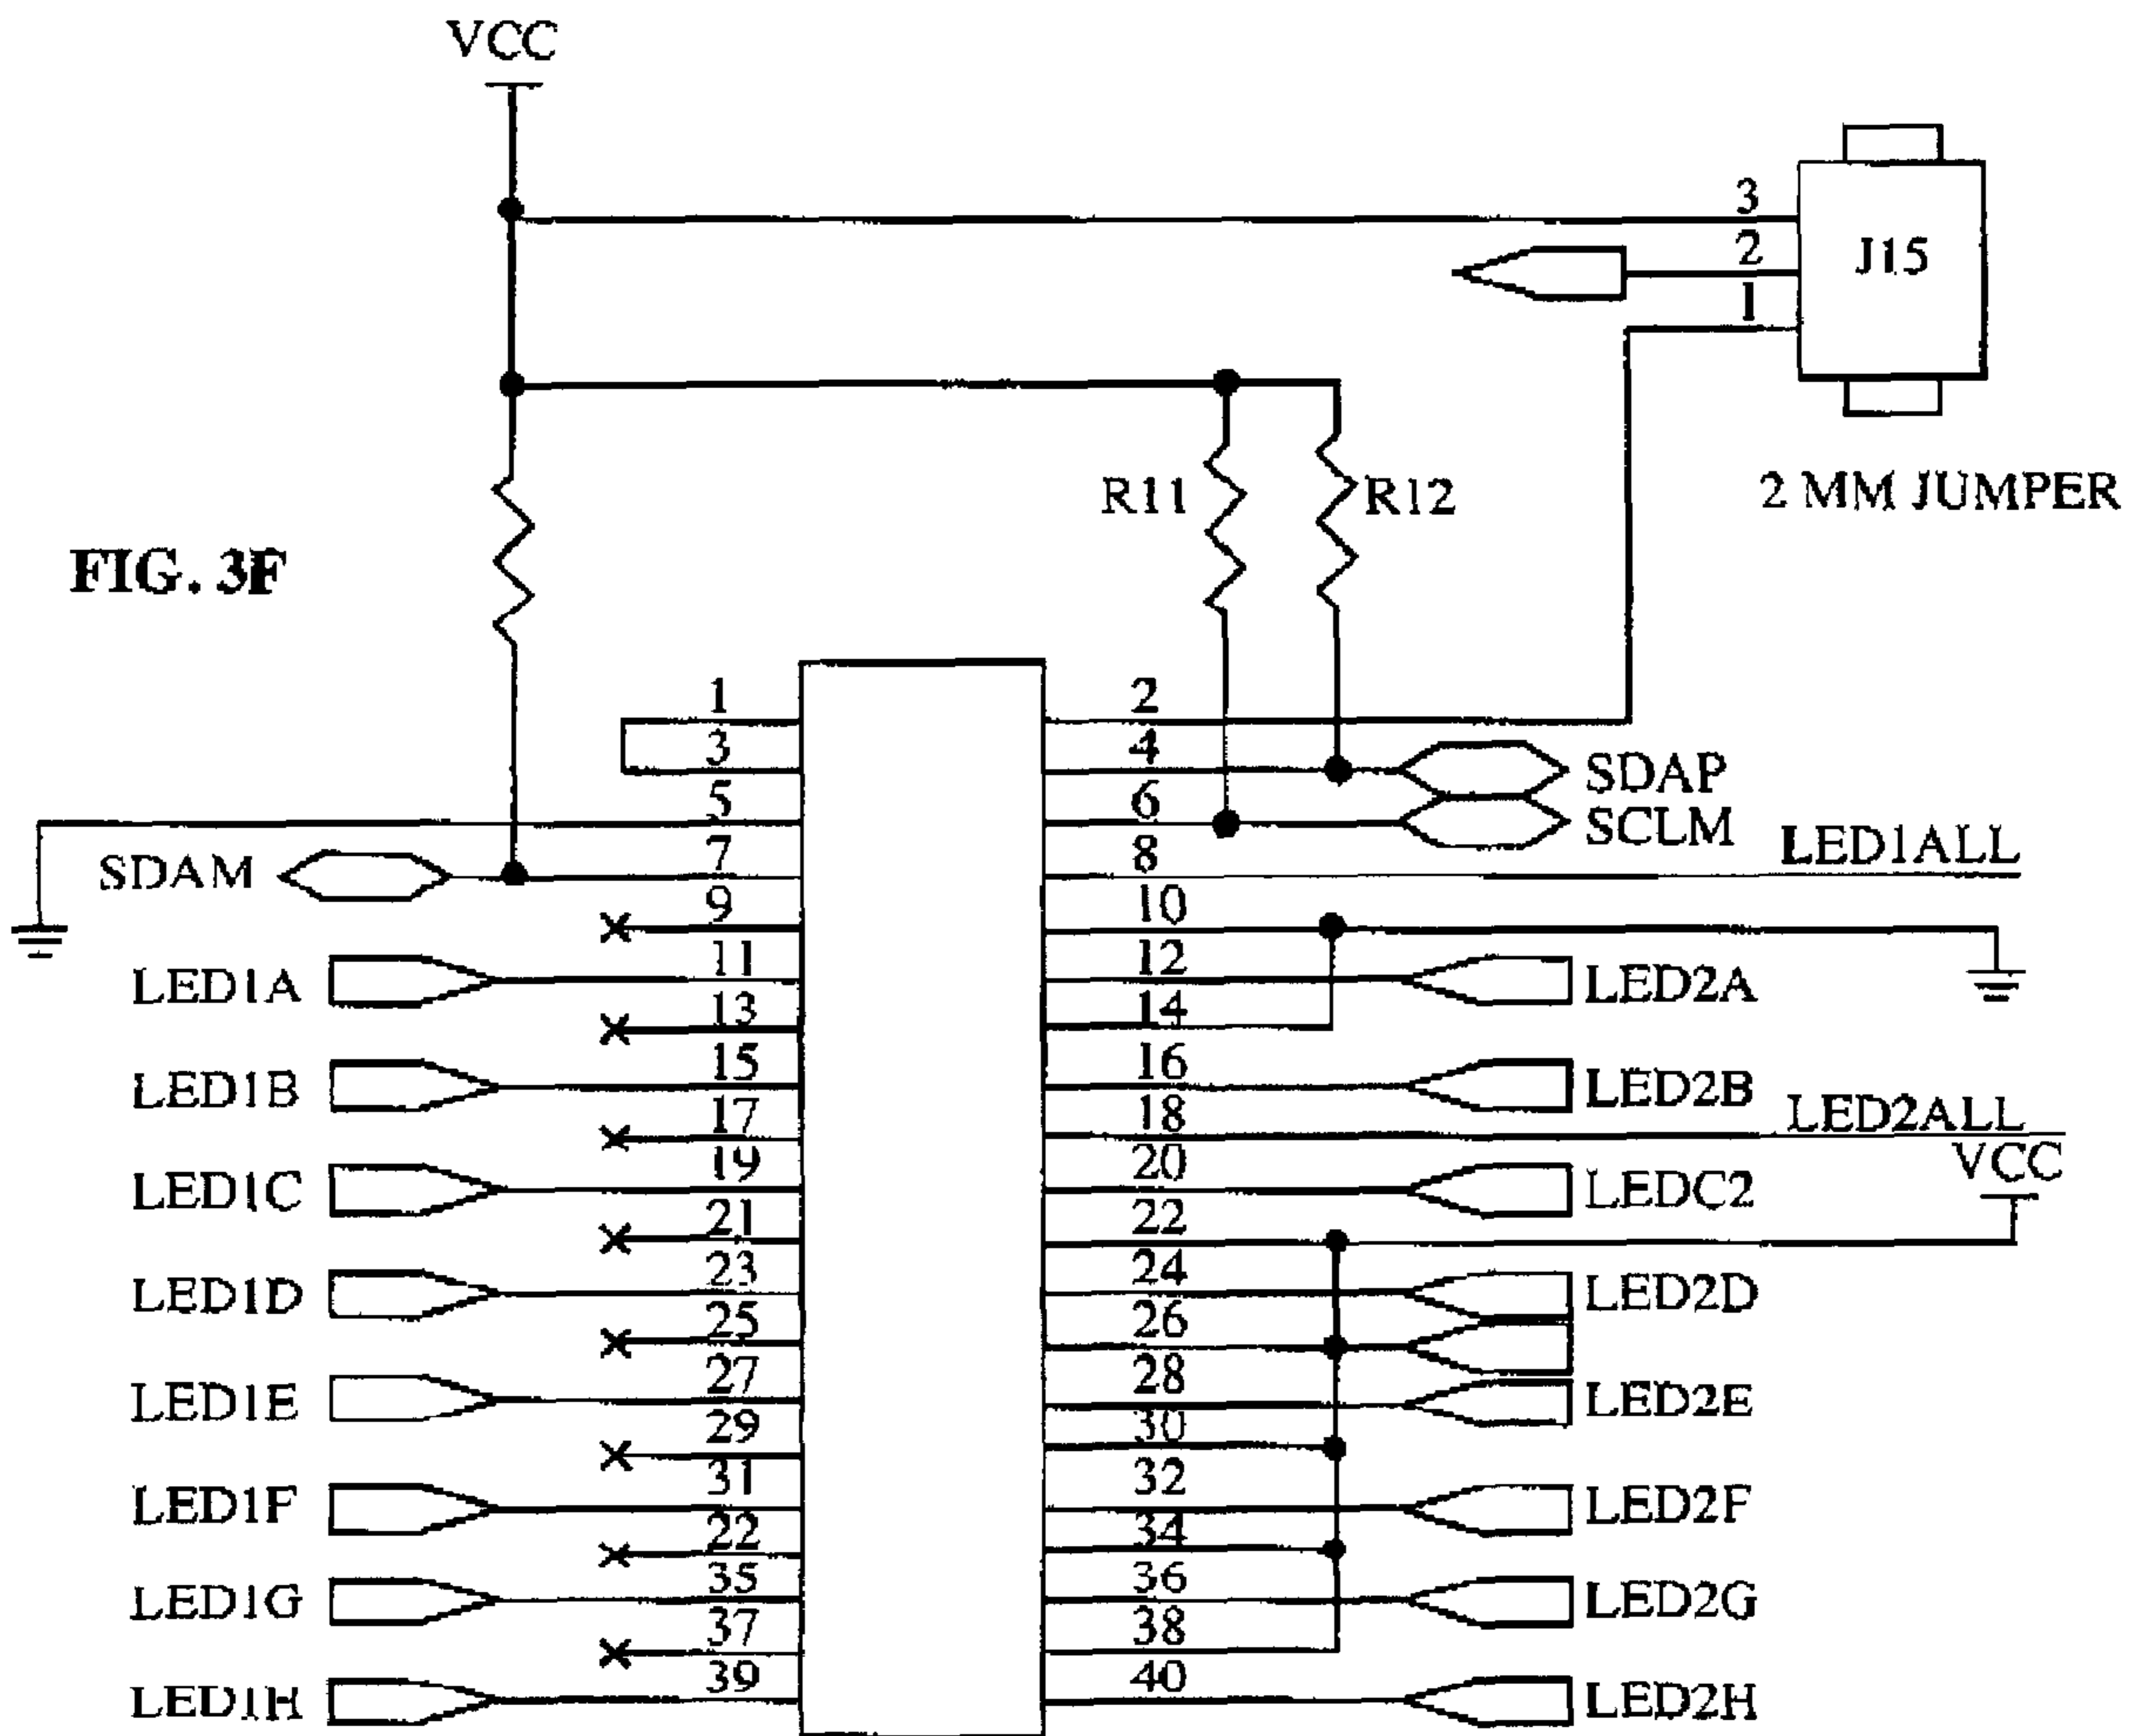 VCC
3
2
J15
1
R11
R12
2 MM JUMPER
FIG. 3F
1
2
3
4
SDAP
5
6
SCLM
SDAM
7
8
LED1ALL
9
10
LED1A
11
12
LED2A
13
14
LED1B
15
16
LED2B
17
18
LED2ALL
LED1C
19
20
LEDC2
VCC
21
22
LED1D
23
24
LED2D
25
26
LED1E
27
28
LED2E
29
30
LED1F
31
32
LED2F
22
34
LED1G
35
36
LED2G
37
38
LED1H
39
40
LED2H